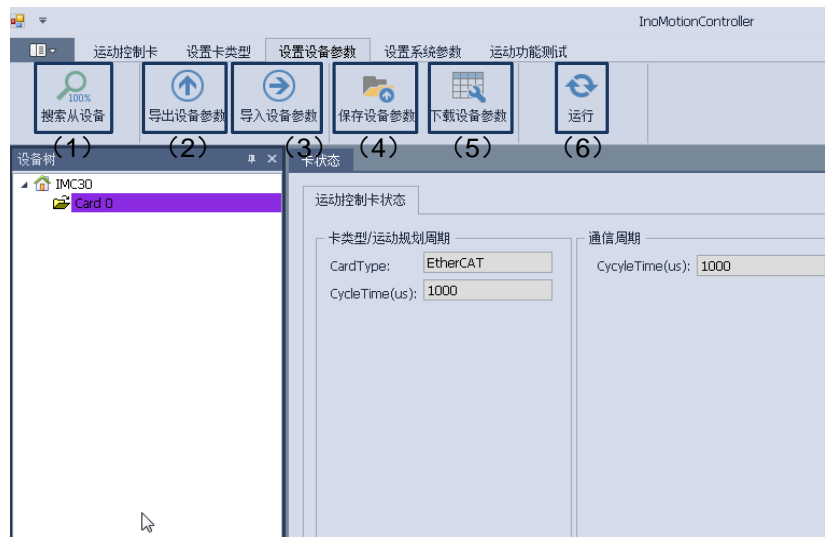 InoMotionController
运动控制卡 设置卡类型 设置设备参数 设置系统参数 运动功能测试
100%
搜索从设备 导出设备参数 导入设备参数 保存设备参数 下载设备参数 运行
(1) (2) (3) (4) (5) (6)
设备树 卡状态
IMC30
Card 0
运动控制卡状态
卡类型/运动规划周期 通信周期
CardType: EtherCAT CycyleTime(us): 1000
CycleTime(us): 1000